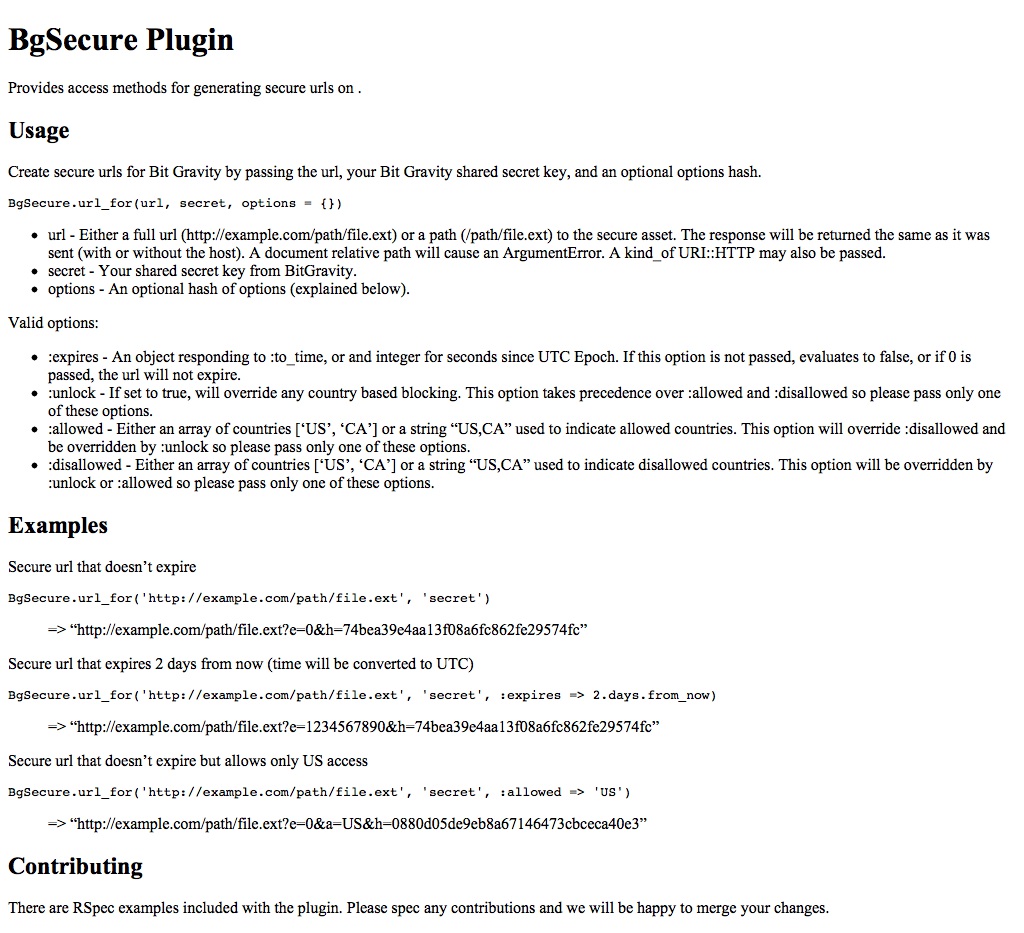 BgSecure Plugin
Provides access methods for generating secure urls on .
Usage
Create secure urls for Bit Gravity by passing the url, your Bit Gravity shared secret key, and an optional options hash.
BgSecure.url_for(url, secret, options = {})
• url - Either a full url (http://example.com/path/file.ext) or a path (/path/file.ext) to the secure asset. The response will be returned the same as it was
sent (with or without the host). A document relative path will cause an ArgumentError. A kind_of URI::HTTP may also be passed.
• secret - Your shared secret key from BitGravity.
• options - An optional hash of options (explained below).
Valid options:
• :expires - An object responding to :to_time, or and integer for seconds since UTC Epoch. If this option is not passed, evaluates to false, or if 0 is
passed, the url will not expire.
• :unlock - If set to true, will override any country based blocking. This option takes precedence over :allowed and :disallowed so please pass only one
of these options.
• :allowed - Either an array of countries [‘US’, ‘CA’] or a string “US,CA” used to indicate allowed countries. This option will override :disallowed and
be overridden by :unlock so please pass only one of these options.
• :disallowed - Either an array of countries [‘US’, ‘CA’] or a string “US,CA” used to indicate disallowed countries. This option will be overridden by
:unlock or :allowed so please pass only one of these options.
Examples
Secure url that doesn’t expire
BgSecure.url_for('http://example.com/path/file.ext', 'secret')
=> “http://example.com/path/file.ext?e=0&h=74bea39e4aa13f08a6fc862fe29574fc”
Secure url that expires 2 days from now (time will be converted to UTC)
BgSecure.url_for('http://example.com/path/file.ext', 'secret', :expires => 2.days.from_now)
=> “http://example.com/path/file.ext?e=1234567890&h=74bea39e4aa13f08a6fc862fe29574fc”
Secure url that doesn’t expire but allows only US access
BgSecure.url_for('http://example.com/path/file.ext', 'secret', :allowed => 'US')
=> “http://example.com/path/file.ext?e=0&a=US&h=0880d05de9eb8a67146473cbceca40e3”
Contributing
There are RSpec examples included with the plugin. Please spec any contributions and we will be happy to merge your changes.